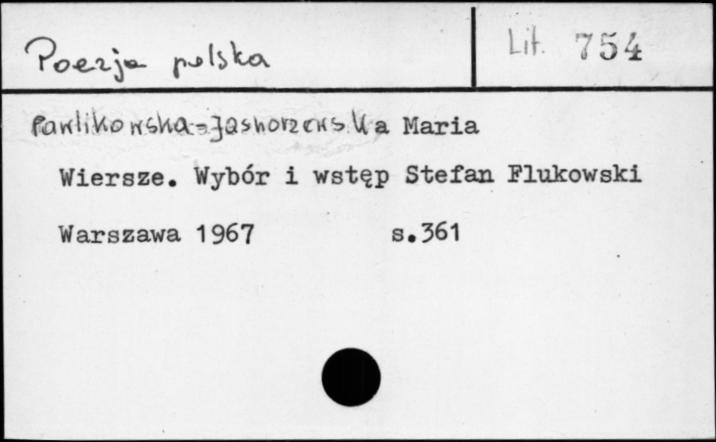 Poezja polska
Lit. 754
Pawlikowska-Jasnorzewska Maria
Wiersze. Wybór i wstęp Stefan Flukowski
Warszawa 1967 s.361